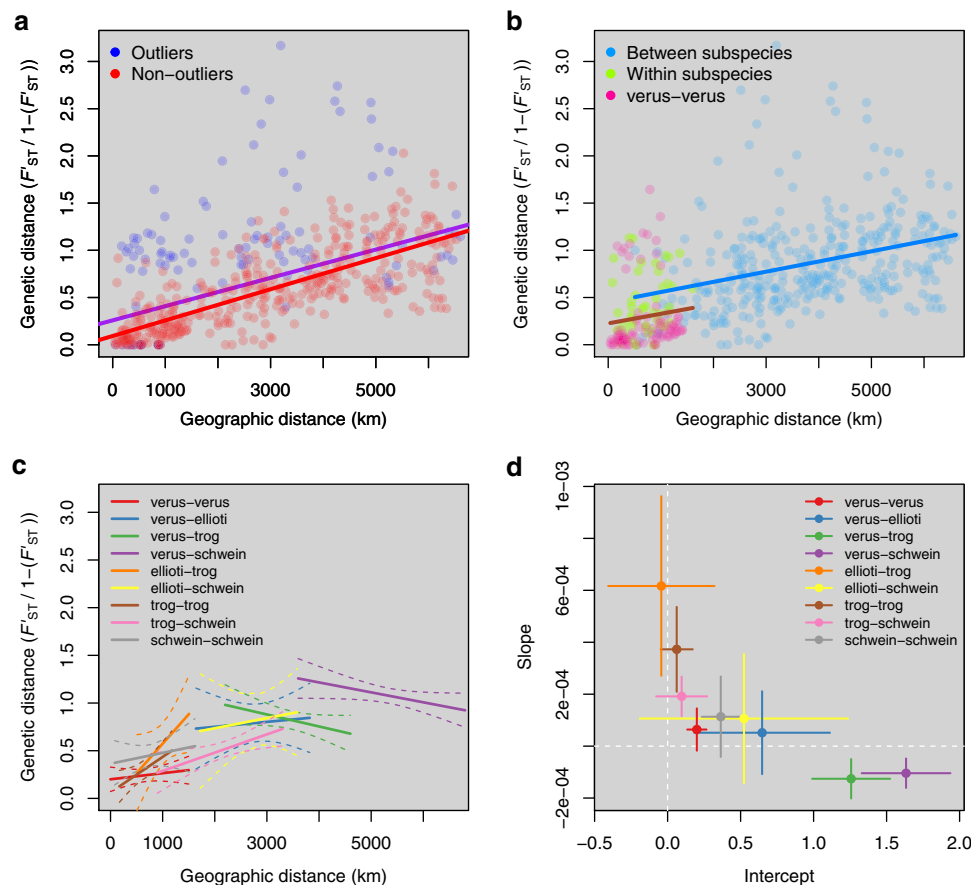 a
Genetic distance (F'ST / 1−(F'ST ))
3.0
2.5
2.0
1.5
1.0
0.5
0.0
Outliers
Non−outliers
0 1000 3000 5000
Geographic distance (km)
b
Genetic distance (F'ST / 1−(F'ST ))
3.0
2.5
2.0
1.5
1.0
0.5
0.0
Between subspecies
Within subspecies
verus−verus
0 1000 3000 5000
Geographic distance (km)
c
Genetic distance (F'ST / 1−(F'ST ))
3.0
2.5
2.0
1.5
1.0
0.5
0.0
verus−verus
verus−ellioti
verus−trog
verus−schwein
ellioti−trog
ellioti−schwein
trog−trog
trog−schwein
schwein−schwein
0 1000 3000 5000
Geographic distance (km)
d
Slope
1e−03
6e−04
2e−04
−2e−04
verus−verus
verus−ellioti
verus−trog
verus−schwein
ellioti−trog
ellioti−schwein
trog−trog
trog−schwein
schwein−schwein
−0.5 0.0 0.5 1.0 1.5 2.0
Intercept